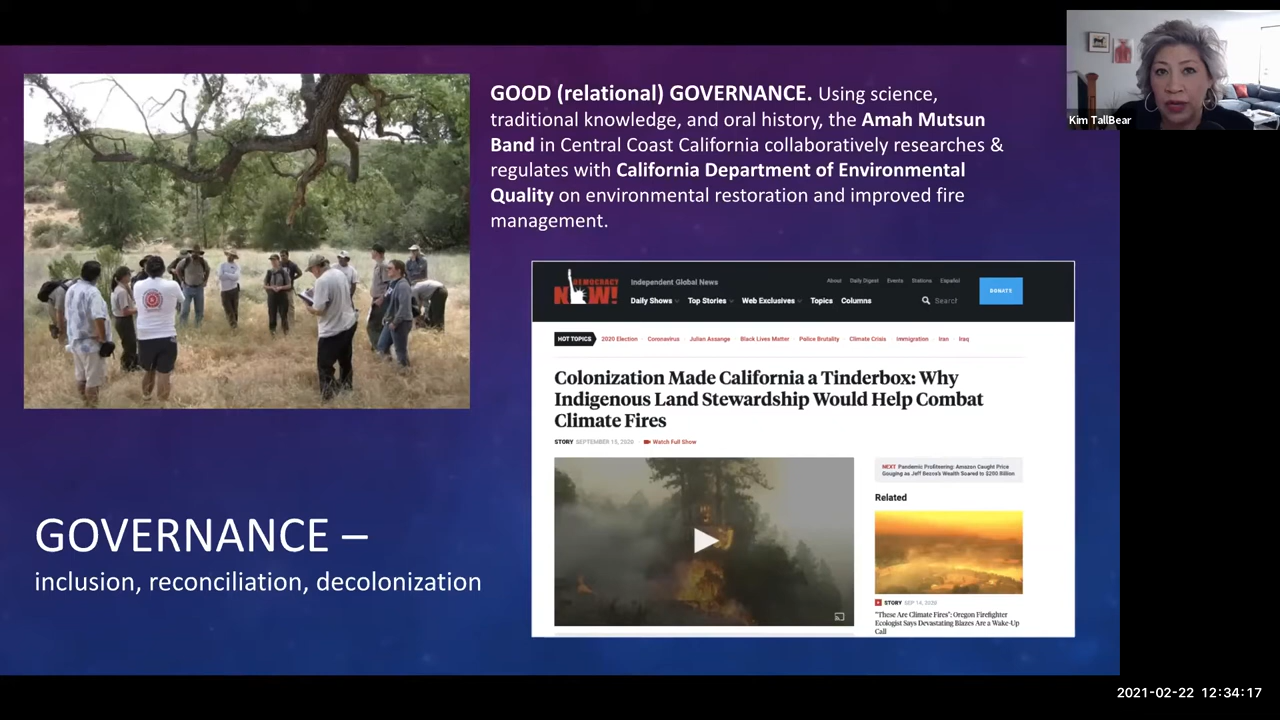 Kim TallBear
GOOD (relational) GOVERNANCE. Using science,
traditional knowledge, and oral history, the Amah Mutsun
Band in Central Coast California collaboratively researches &
regulates with California Department of Environmental
Quality on environmental restoration and improved fire
management.
DEMOCRACY
NOW!
Independent Global News
About Daily Digest Events Stations Español
Daily Shows Top Stories Web Exclusives Topics Columns
Search
DONATE
HOT TOPICS 2020 Election Coronavirus Julian Assange Black Lives Matter Police Brutality Climate Crisis Immigration Iran Iraq
Colonization Made California a Tinderbox: Why
Indigenous Land Stewardship Would Help Combat
Climate Fires
STORY SEPTEMBER 15, 2020 Watch Full Show
NEXT Pandemic Profiteering: Amazon Caught Price
Gouging as Jeff Bezos's Wealth Soared to $200 Billion
Related
STORY SEP 14, 2020
"These Are Climate Fires": Oregon Firefighter
Ecologist Says Devastating Blazes Are a Wake-Up
Call
GOVERNANCE –
inclusion, reconciliation, decolonization
2021-02-22 12:34:17